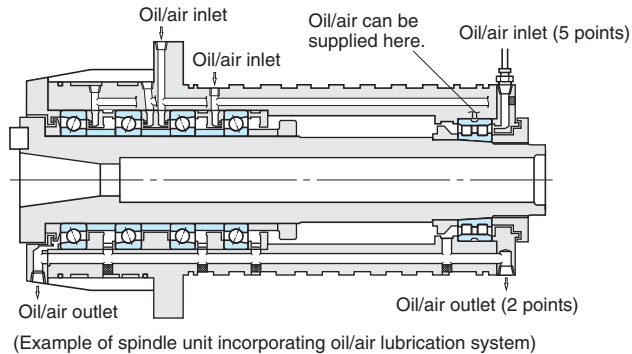 Oil/air inlet
Oil/air inlet
Oil/air can be
supplied here.
Oil/air inlet (5 points)
Oil/air outlet
Oil/air outlet (2 points)
(Example of spindle unit incorporating oil/air lubrication system)